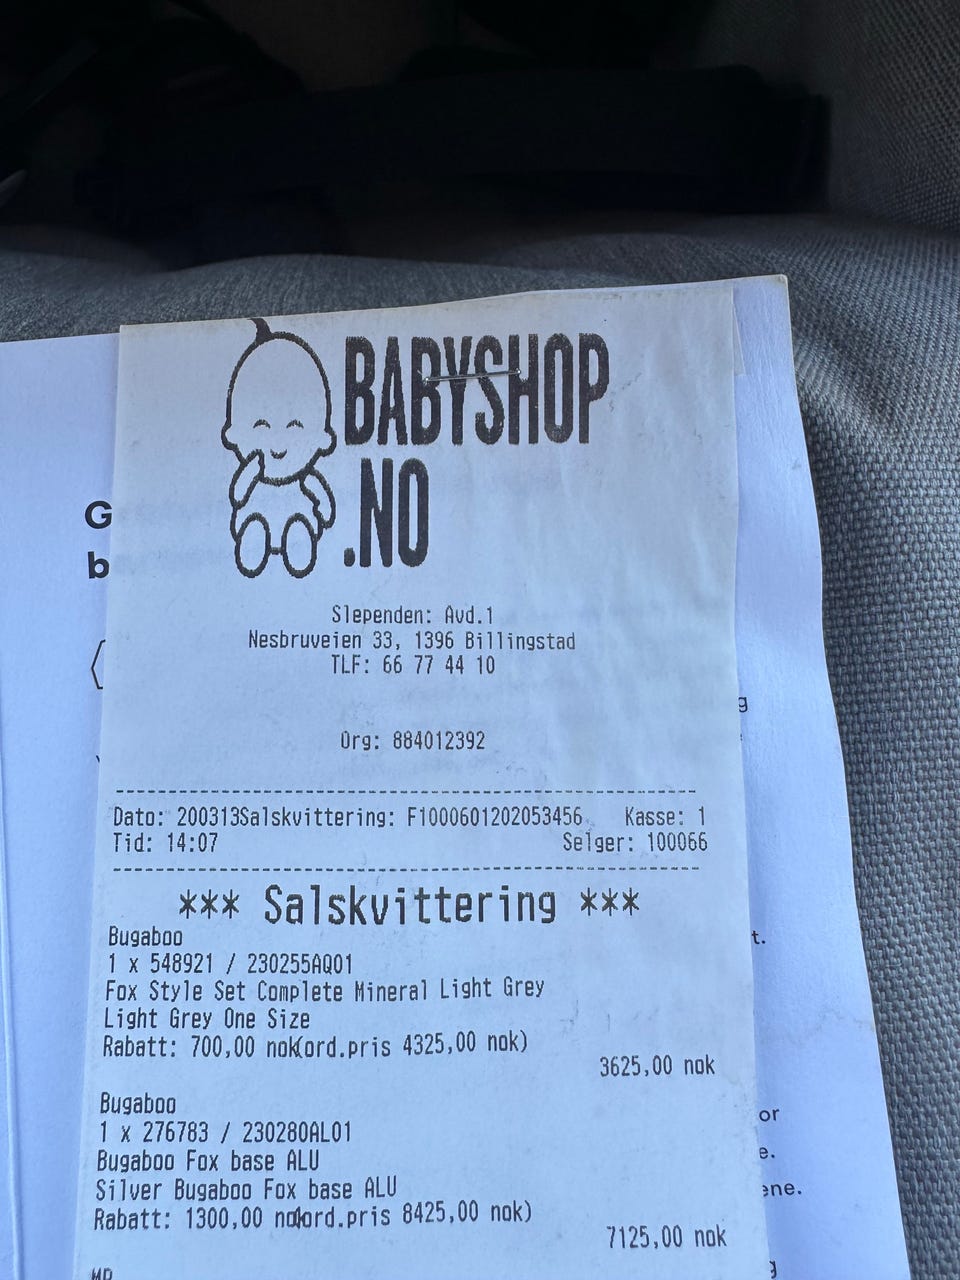 BABYSHOP
.NO
G
b
Slependen: Avd.1
Nesbruveien 33, 1396 Billingstad
TLF: 66 77 44 10
g
Org: 884012392
Dato: 200313Salskvittering: F1000601202053456 Kasse: 1
Tid: 14:07 Selger: 100066
*** Salskvittering ***
t.
Bugaboo
1 x 548921 / 230255AQ01
Fox Style Set Complete Mineral Light Grey
Light Grey One Size
Rabatt: 700,00 nok(ord.pris 4325,00 nok)
3625,00 nok
Bugaboo
or
1 x 276783 / 230280AL01
e.
Bugaboo Fox base ALU
Silver Bugaboo Fox base ALU
ene.
Rabatt: 1300,00 nok(ord.pris 8425,00 nok)
7125,00 nok
g